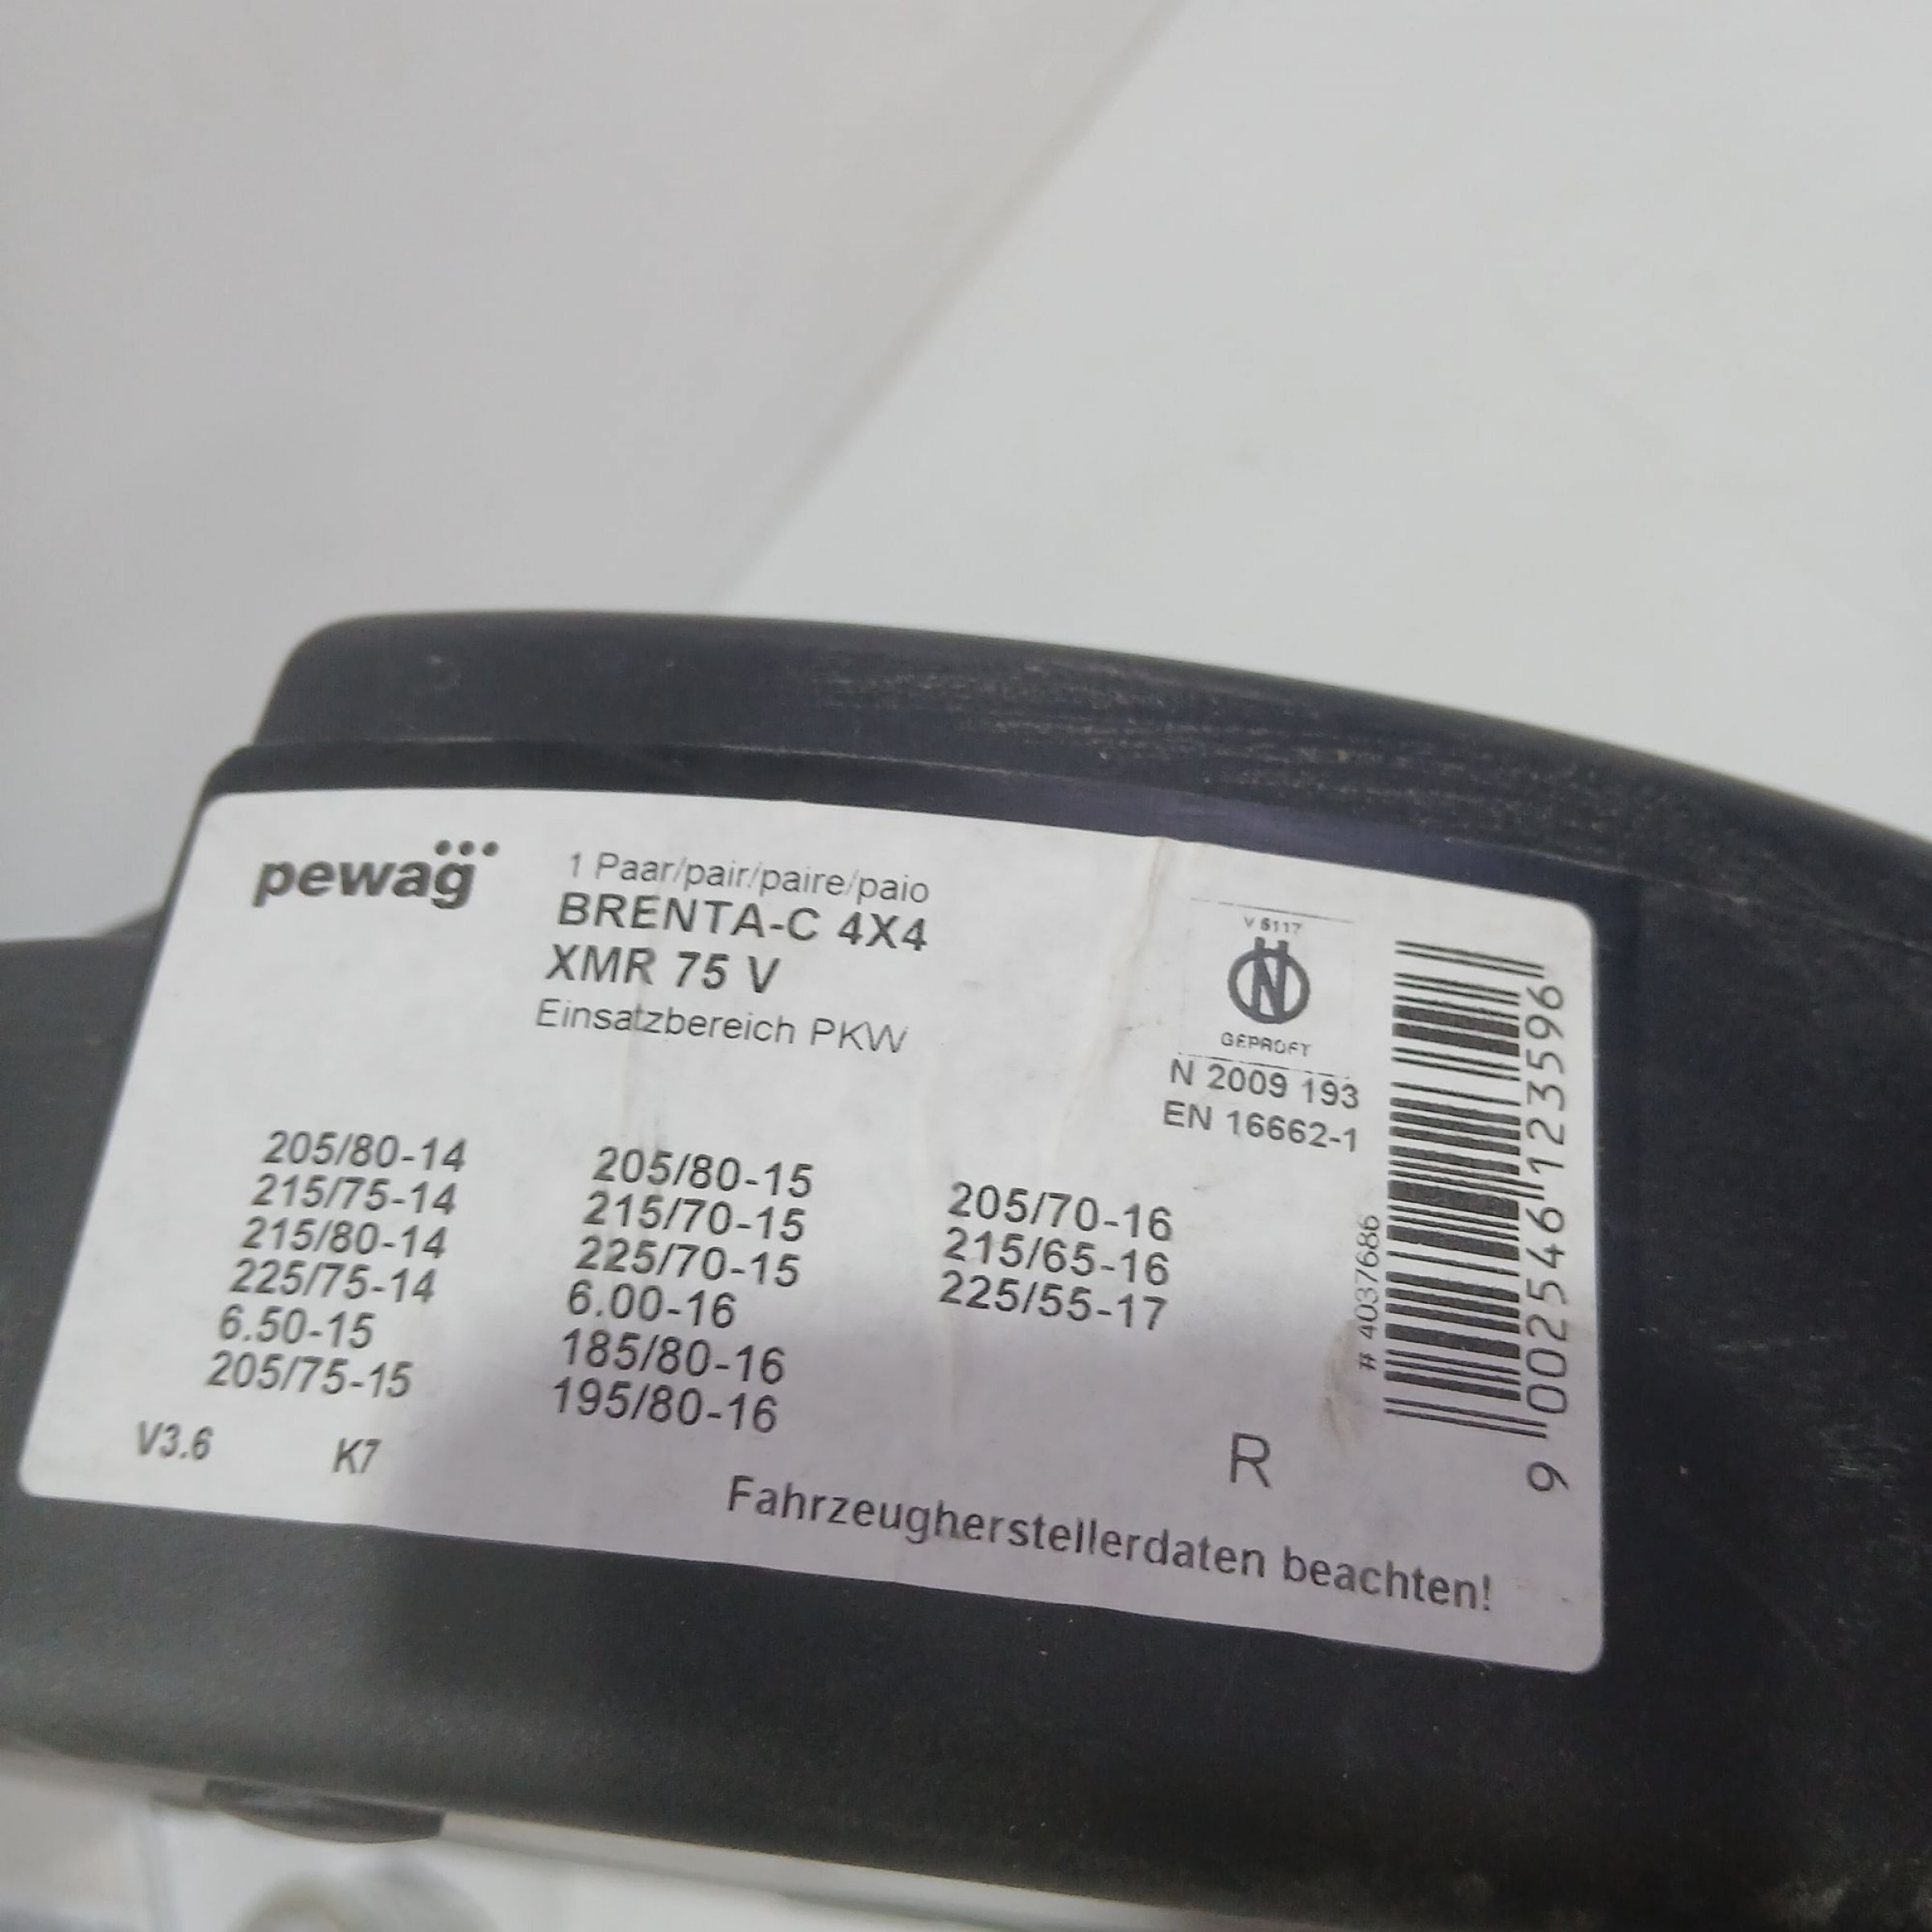 pewag
1 Paar/pair/paire/paio
BRENTA-C 4X4
XMR 75 V
Einsatzbereich PKW
V 5117
N
GEPRÜFT
N 2009 193
EN 16662-1
205/80-14
215/75-14
215/80-14
225/75-14
6.50-15
205/75-15
205/80-15
215/70-15
225/70-15
6.00-16
185/80-16
195/80-16
205/70-16
215/65-16
225/55-17
# 4037686
9 002546 123596
V3.6 K7
R
Fahrzeugherstellerdaten beachten!